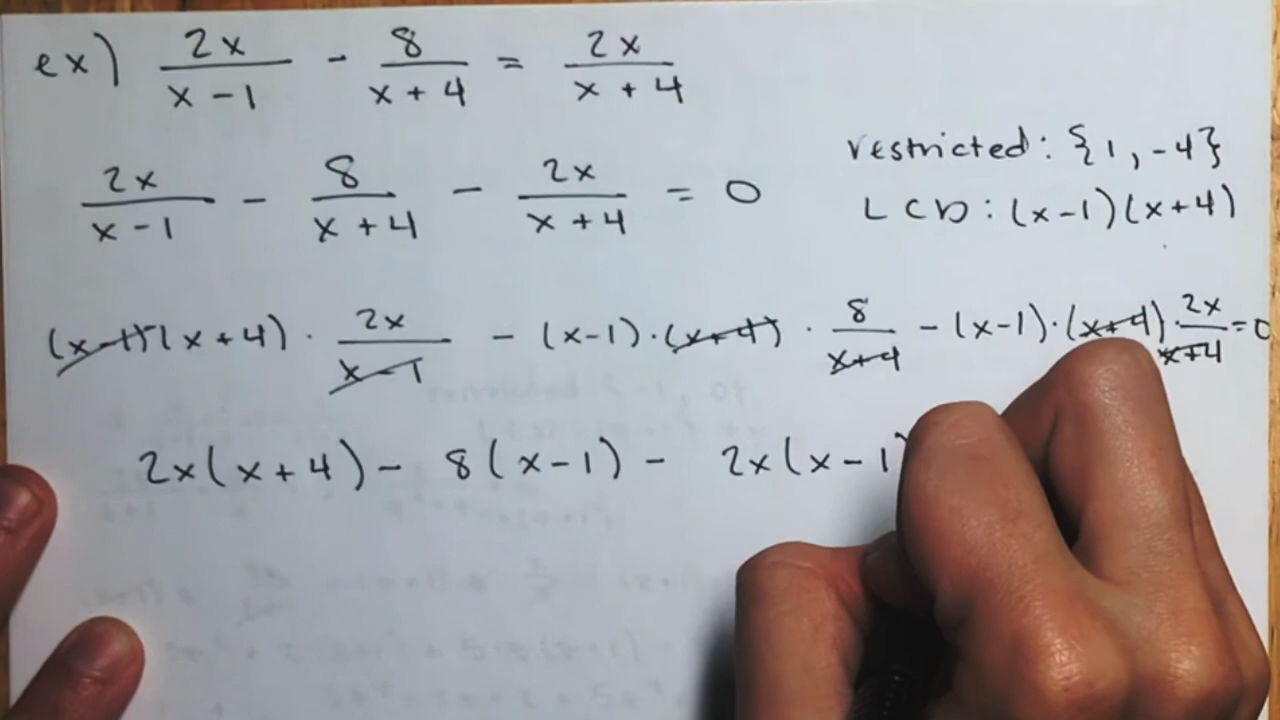 ex) 2x/(x-1) - 8/(x+4) = 2x/(x+4)
2x/(x-1) - 8/(x+4) - 2x/(x+4) = 0
restricted: {1, -4}
LCD: (x-1)(x+4)
(x-1)(x+4) · 2x/(x-1) - (x-1)·(x+4) · 8/(x+4) - (x-1)·(x+4) · 2x/(x+4) = 0
2x(x+4) - 8(x-1) - 2x(x-1)